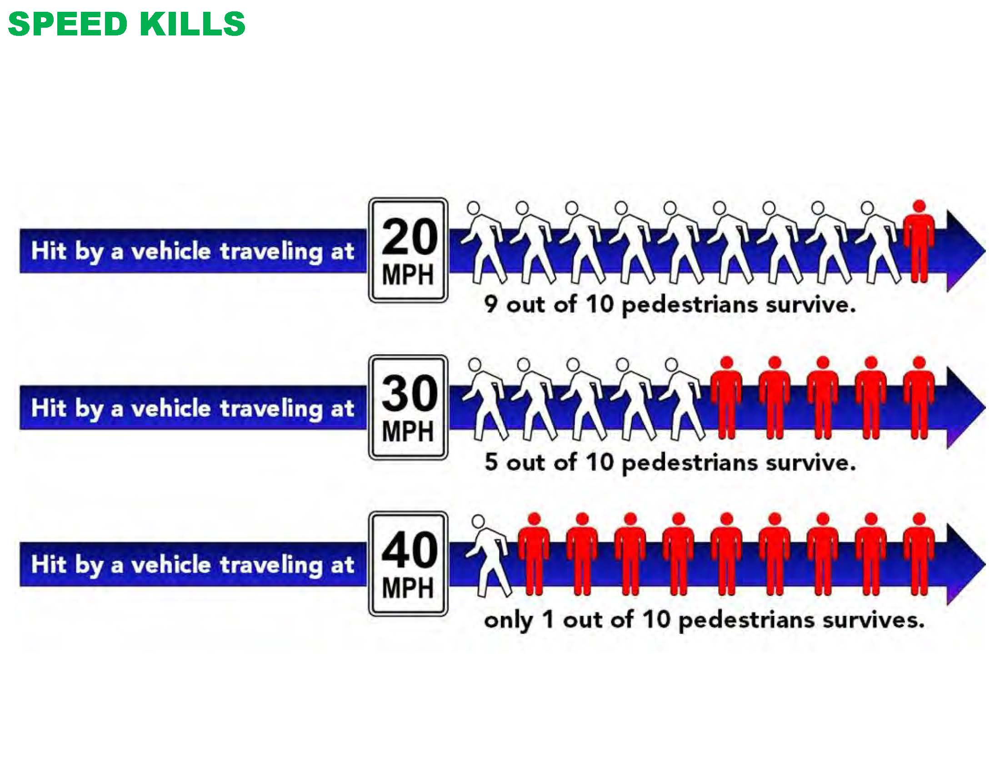 SPEED KILLS
Hit by a vehicle traveling at
20
MPH
9 out of 10 pedestrians survive.
Hit by a vehicle traveling at
30
MPH
5 out of 10 pedestrians survive.
Hit by a vehicle traveling at
40
MPH
only 1 out of 10 pedestrians survives.